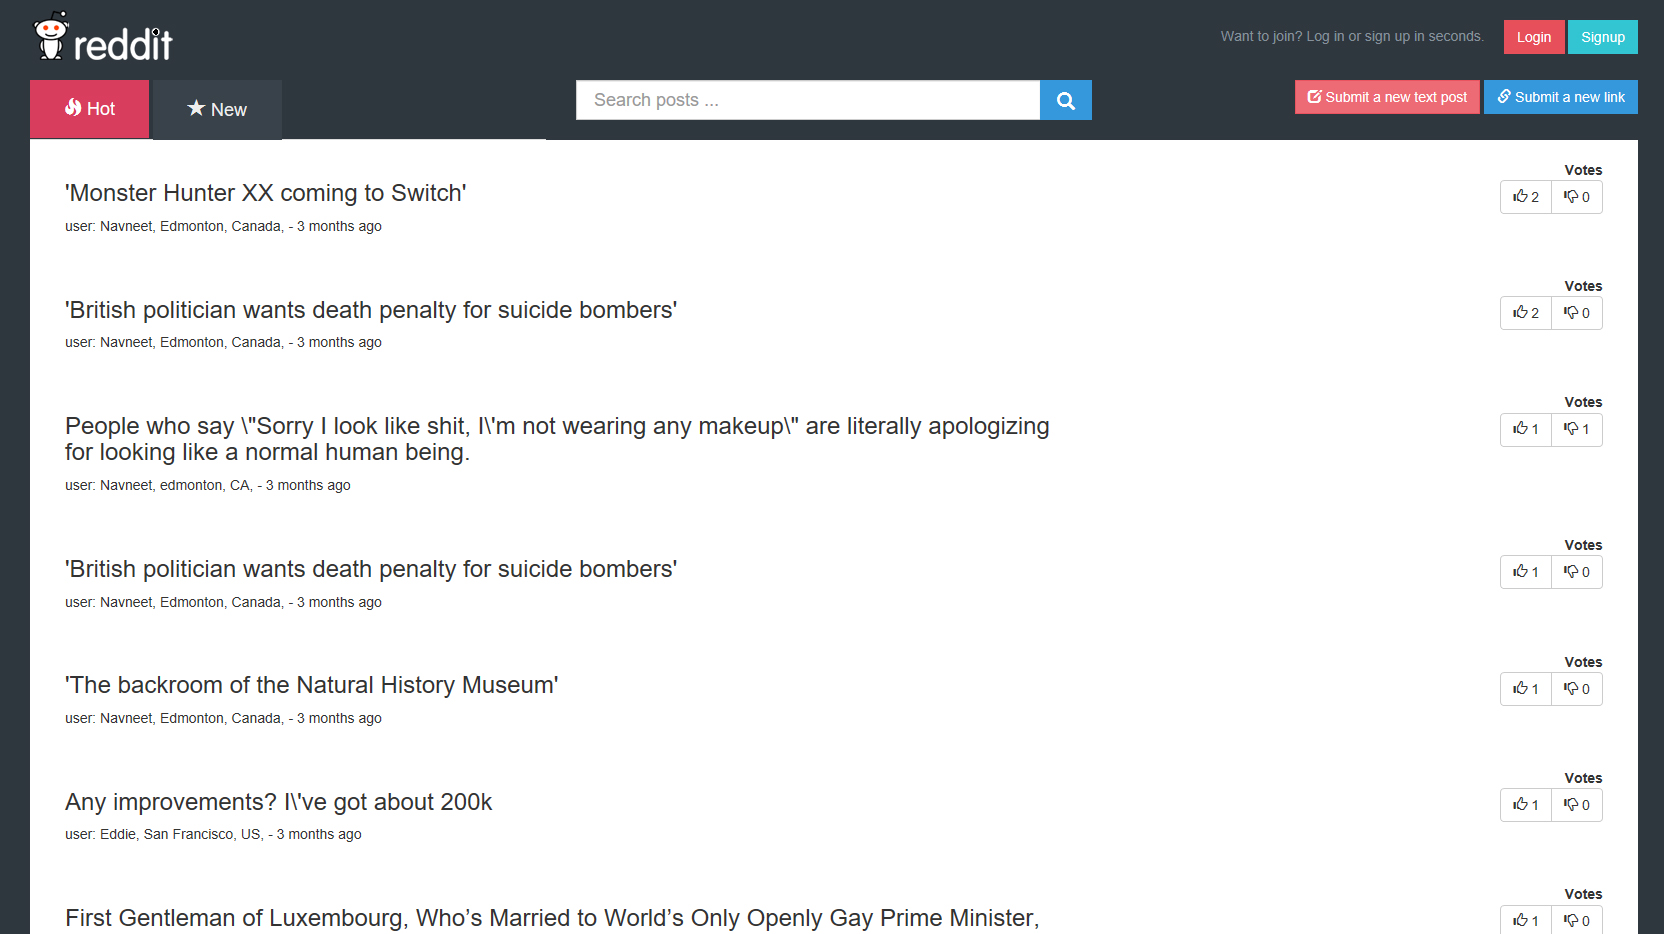 reddit
Want to join? Log in or sign up in seconds.
Login
Signup
Hot
New
Search posts ...
Submit a new text post
Submit a new link
Votes
'Monster Hunter XX coming to Switch'
2
0
user: Navneet, Edmonton, Canada, - 3 months ago
Votes
'British politician wants death penalty for suicide bombers'
2
0
user: Navneet, Edmonton, Canada, - 3 months ago
Votes
People who say \"Sorry I look like shit, I\'m not wearing any makeup\" are literally apologizing
1
1
for looking like a normal human being.
user: Navneet, edmonton, CA, - 3 months ago
Votes
'British politician wants death penalty for suicide bombers'
1
0
user: Navneet, Edmonton, Canada, - 3 months ago
Votes
'The backroom of the Natural History Museum'
1
0
user: Navneet, Edmonton, Canada, - 3 months ago
Votes
Any improvements? I\'ve got about 200k
1
0
user: Eddie, San Francisco, US, - 3 months ago
Votes
First Gentleman of Luxembourg, Who’s Married to World’s Only Openly Gay Prime Minister,
1
0